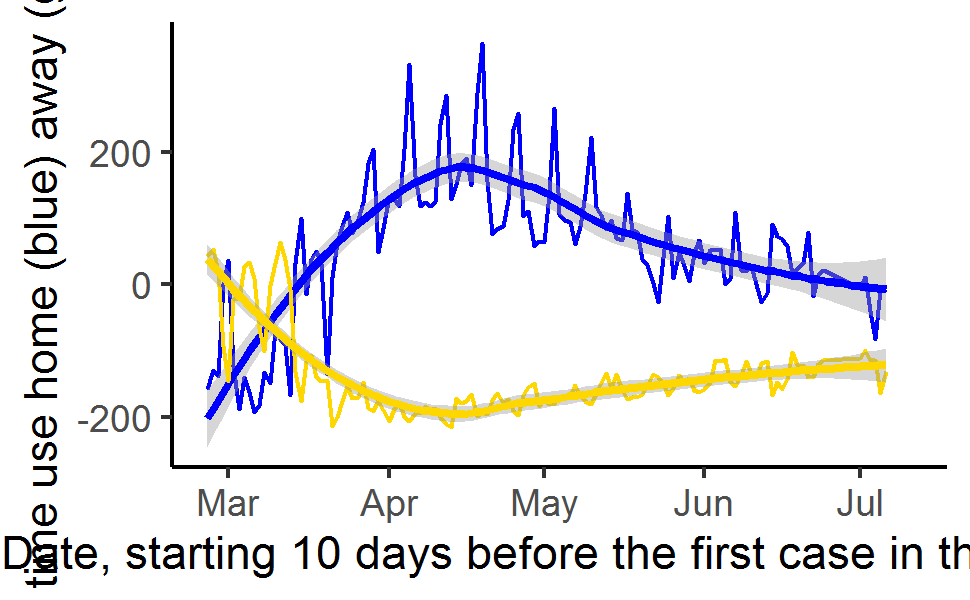 time use home (blue) away (
200
0
-200
Mar Apr May Jun Jul
Date, starting 10 days before the first case in th